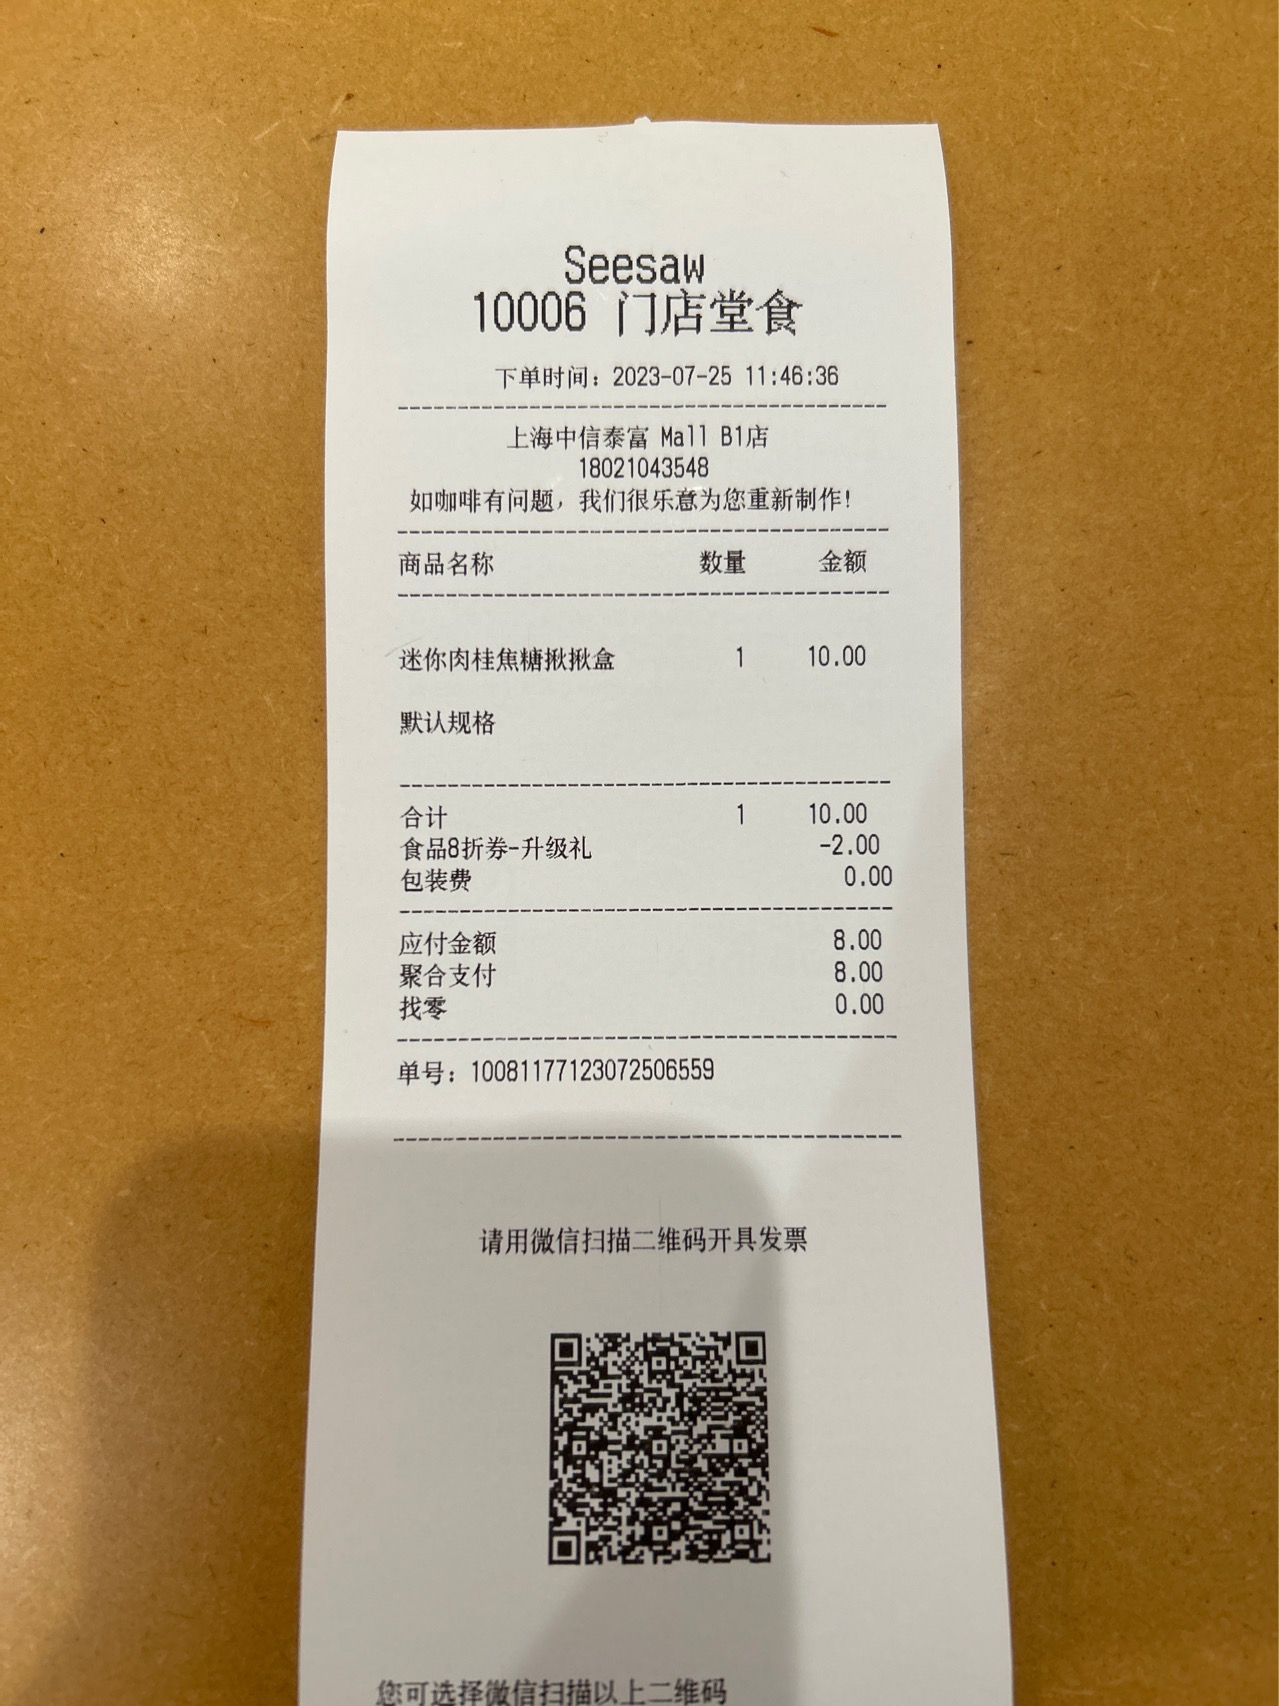 Seesaw
10006 门店堂食
下单时间：2023-07-25 11:46:36
上海中信泰富 Mall B1店
18021043548
如咖啡有问题，我们很乐意为您重新制作！
商品名称 数量 金额
迷你肉桂焦糖揪揪盒 1 10.00
默认规格
合计 1 10.00
食品8折券-升级礼 -2.00
包装费 0.00
应付金额 8.00
聚合支付 8.00
找零 0.00
单号：10081177123072506559
请用微信扫描二维码开具发票
您可选择微信扫描以上二维码